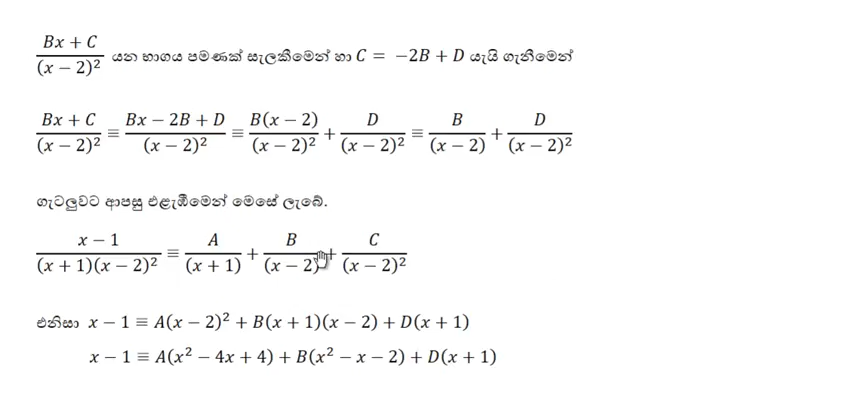 (Bx + C)/(x − 2)² යන භාගය පමණක් සැලකීමෙන් හා C = −2B + D යැයි ගැනීමෙන්
(Bx + C)/(x − 2)² ≡ (Bx − 2B + D)/(x − 2)² ≡ B(x − 2)/(x − 2)² + D/(x − 2)² ≡ B/(x − 2) + D/(x − 2)²
ගැටලුවට ආපසු එළැඹීමෙන් මෙසේ ලැබේ.
(x − 1)/((x + 1)(x − 2)²) ≡ A/(x + 1) + B/(x − 2) + C/(x − 2)²
එනිසා x − 1 ≡ A(x − 2)² + B(x + 1)(x − 2) + D(x + 1)
x − 1 ≡ A(x² − 4x + 4) + B(x² − x − 2) + D(x + 1)